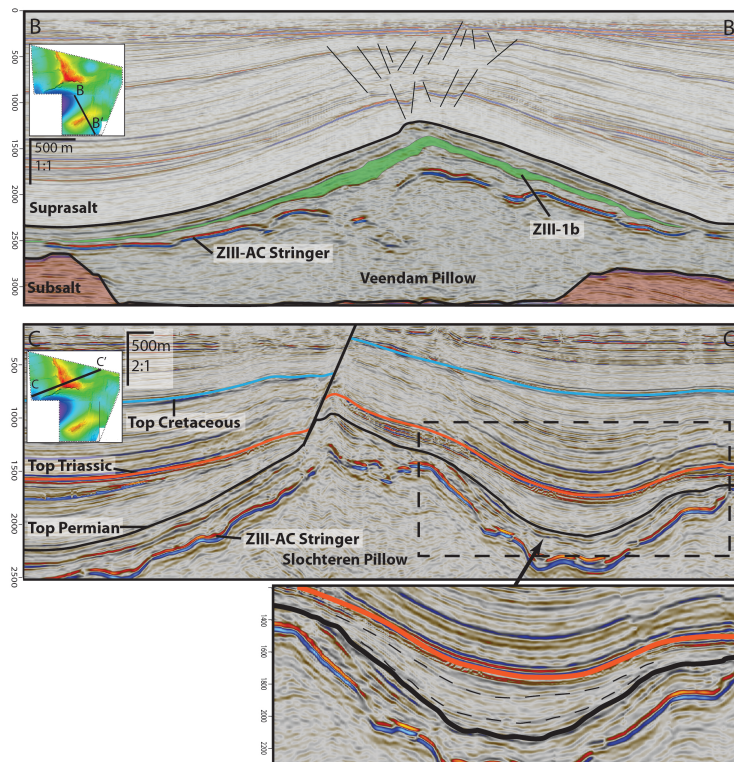 0
B
B
500
B
B'
1000
500 m
1:1
1500
2000
Suprasalt
ZIII-1b
2500
ZIII-AC Stringer
Veendam Pillow
3000
Subsalt
C
C
500m
C'
500
2:1
C
1000
Top Cretaceous
Top Triassic
1500
2000
Top Permian
ZIII-AC Stringer
Slochteren Pillow
2500
1400
1600
1800
2000
2200